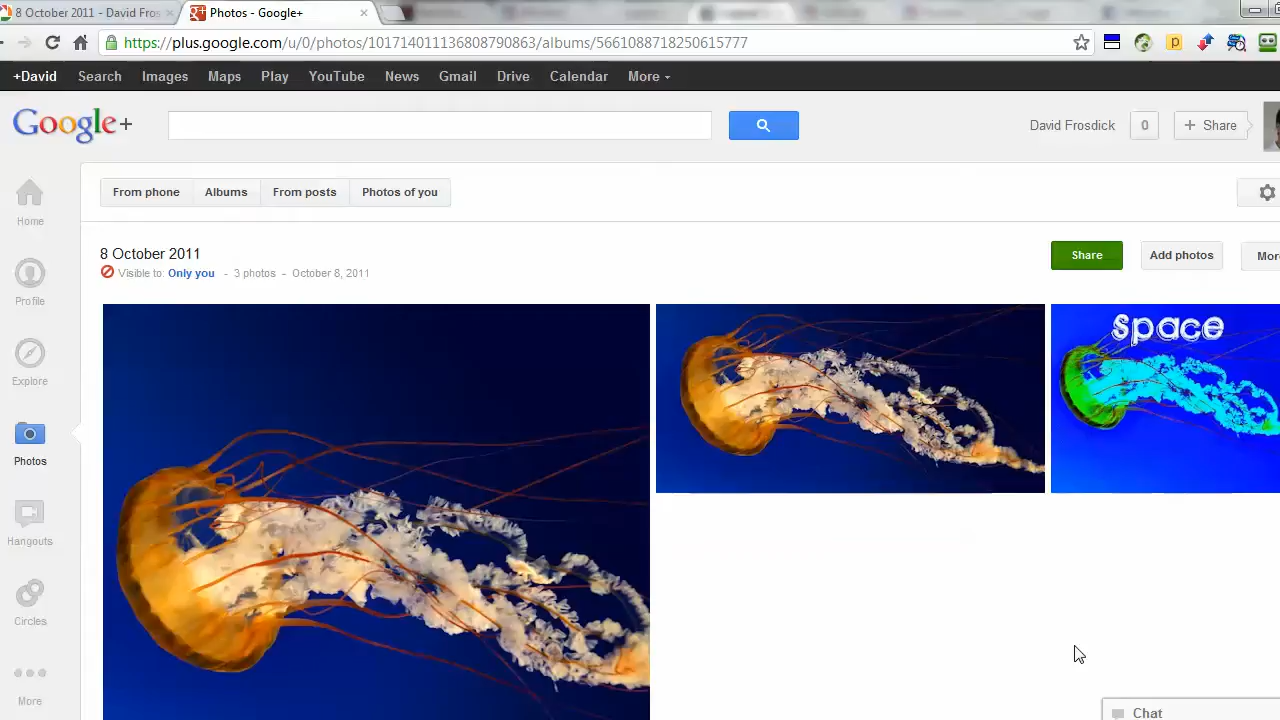 8 October 2011 - David Fros
Photos - Google+
https://plus.google.com/u/0/photos/101714011136808790863/albums/5661088718250615777
+David Search Images Maps Play YouTube News Gmail Drive Calendar More
Google+
David Frosdick 0 + Share
From phone Albums From posts Photos of you
Home
8 October 2011
Visible to: Only you - 3 photos - October 8, 2011
Share Add photos Mor
Profile
Space
Explore
Photos
Hangouts
Circles
More
Chat